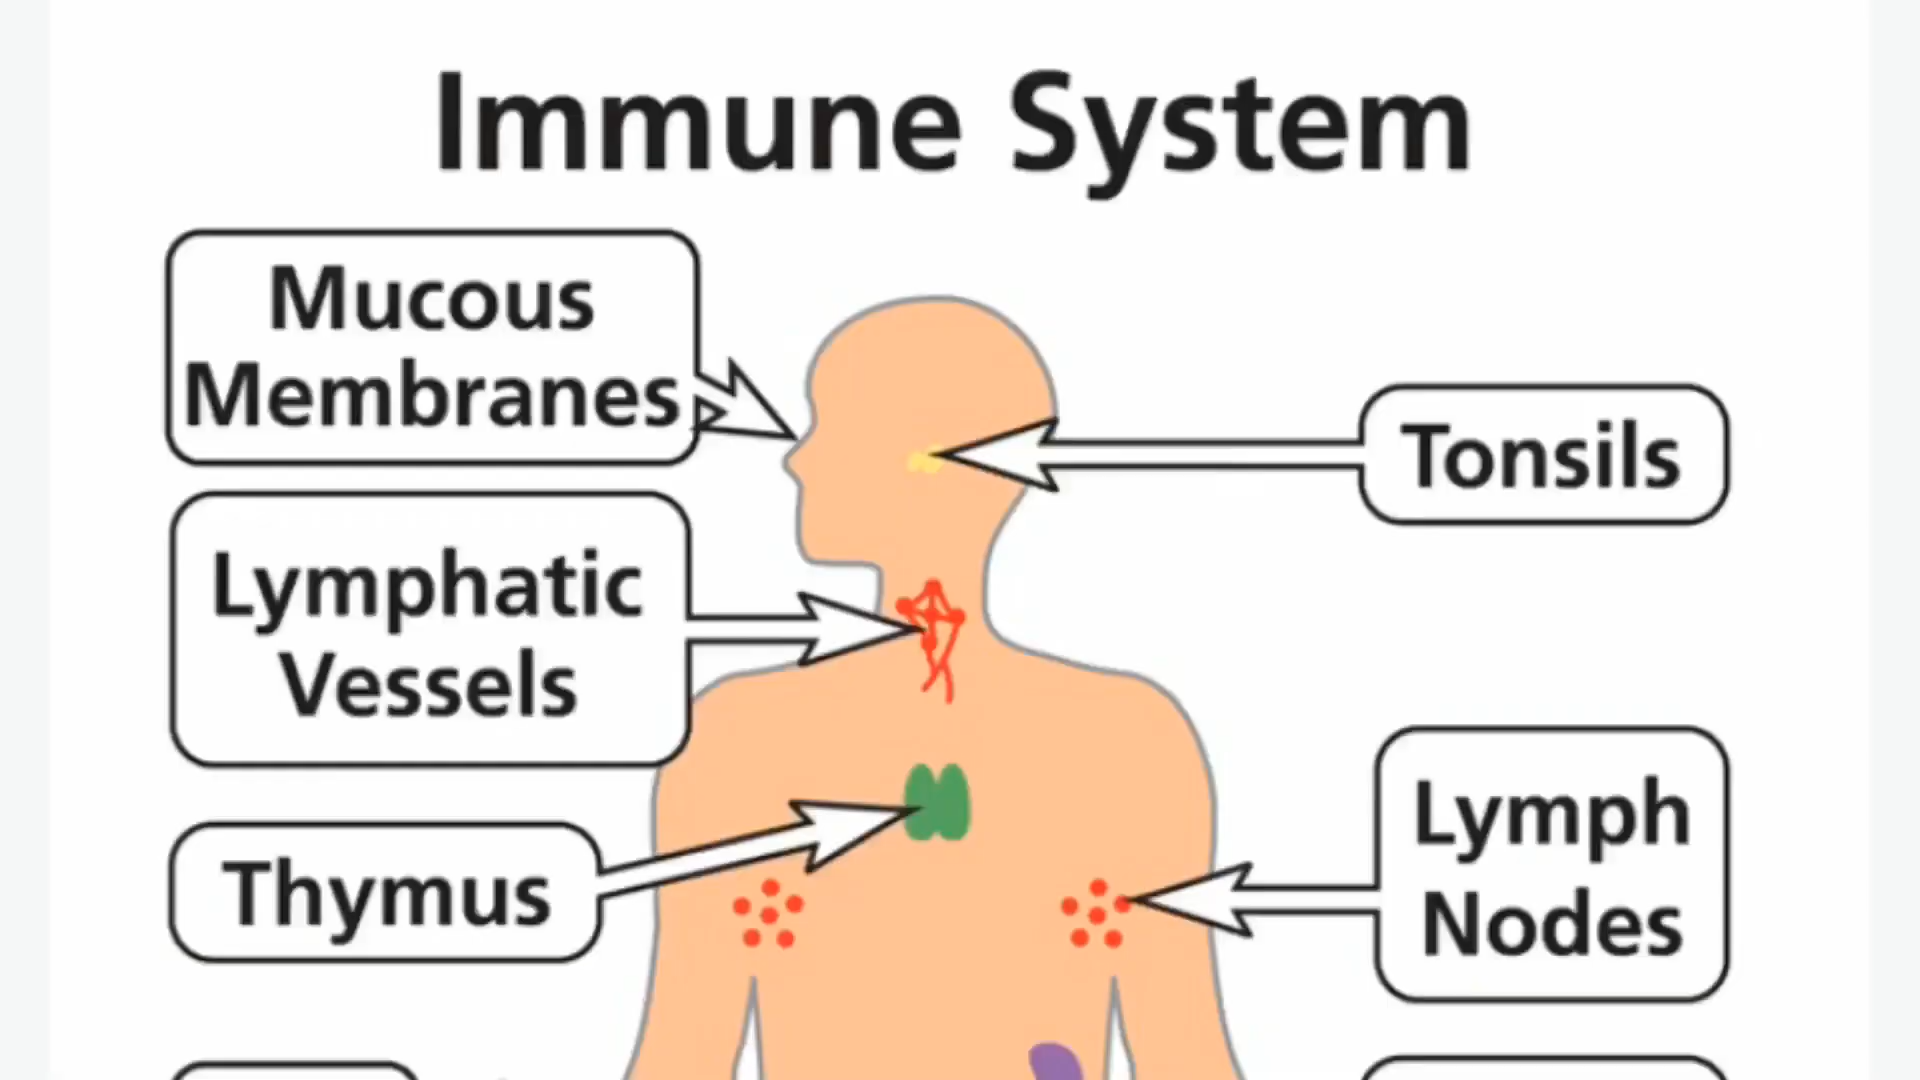 Immune System
Mucous
Membranes
Tonsils
Lymphatic
Vessels
Thymus
Lymph
Nodes